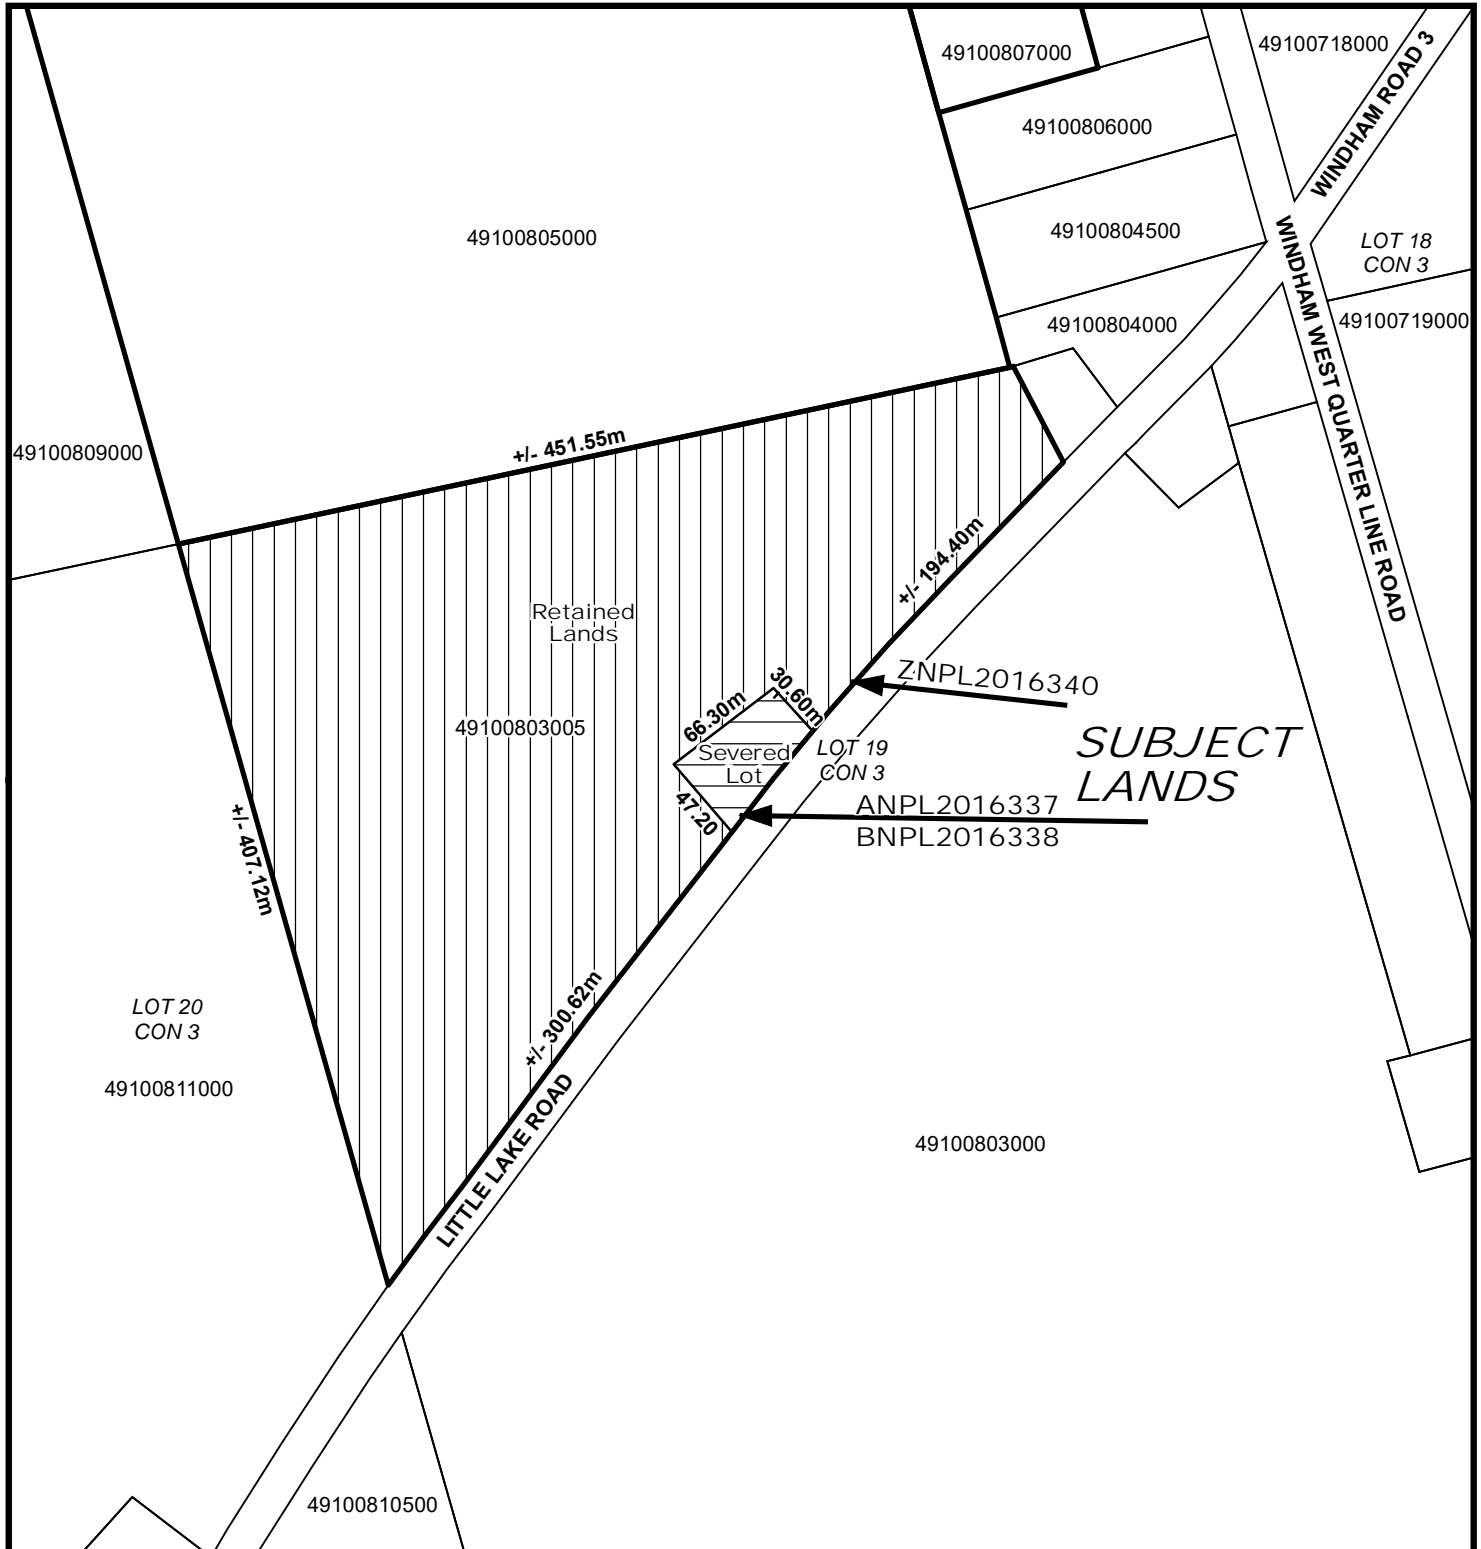 49100807000
49100718000
WINDHAM ROAD 3
49100806000
49100805000
49100804500
LOT 18
CON 3
WINDHAM WEST QUARTER LINE ROAD
49100804000
49100719000
49100809000
+/- 451.55m
+/- 194.40m
Retained
Lands
ZNPL2016340
30.60m
66.30m
49100803005
SUBJECT
LANDS
Severed
Lot
LOT 19
CON 3
47.20
ANPL2016337
BNPL2016338
+/- 407.12m
+/- 300.62m
LOT 20
CON 3
49100811000
LITTLE LAKE ROAD
49100803000
49100810500